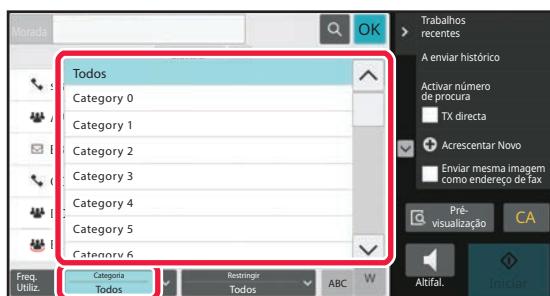 Morada
OK
Trabalhos
recentes
A enviar histórico
Activar número
de procura
TX directa
Acrescentar Novo
Enviar mesma imagem
como endereço de fax
Pré-
visualização
CA
Altifal.
Iniciar
Todos
Category 0
Category 1
Category 2
Category 3
Category 4
Category 5
Category 6
Freq.
Utiliz.
Categoria
Todos
Restringir
Todos
ABC
W